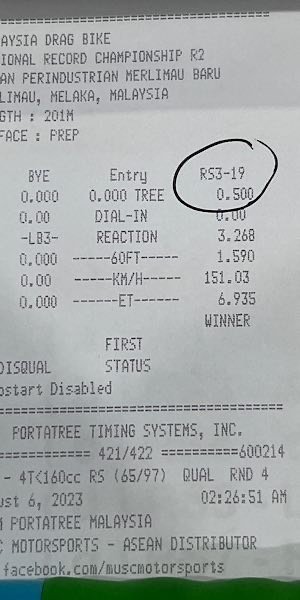 AYSIA DRAG BIKE
IONAL RECORD CHAMPIONSHIP R2
AN PERINDUSTRIAN MERLIMAU BARU
LIMAU, MELAKA, MALAYSIA
GTH : 201M
FACE : PREP
BYE Entry RS3-19
0.000 0.000 TREE 0.500
0.00 DIAL-IN 0.00
-LB3- REACTION 3.268
0.000 -----60FT----- 1.590
0.00 -----KM/H----- 151.03
0.000 ------ET------ 6.935
WINNER
FIRST
DISQUAL STATUS
ostart Disabled
PORTATREE TIMING SYSTEMS, INC.
============ 421/422 ==========600214
- 4T<160cc RS (65/97) QUAL RND 4
ust 6, 2023 02:26:51 AM
M PORTATREE MALAYSIA
C MOTORSPORTS - ASEAN DISTRIBUTOR
facebook.com/muscmotorsports